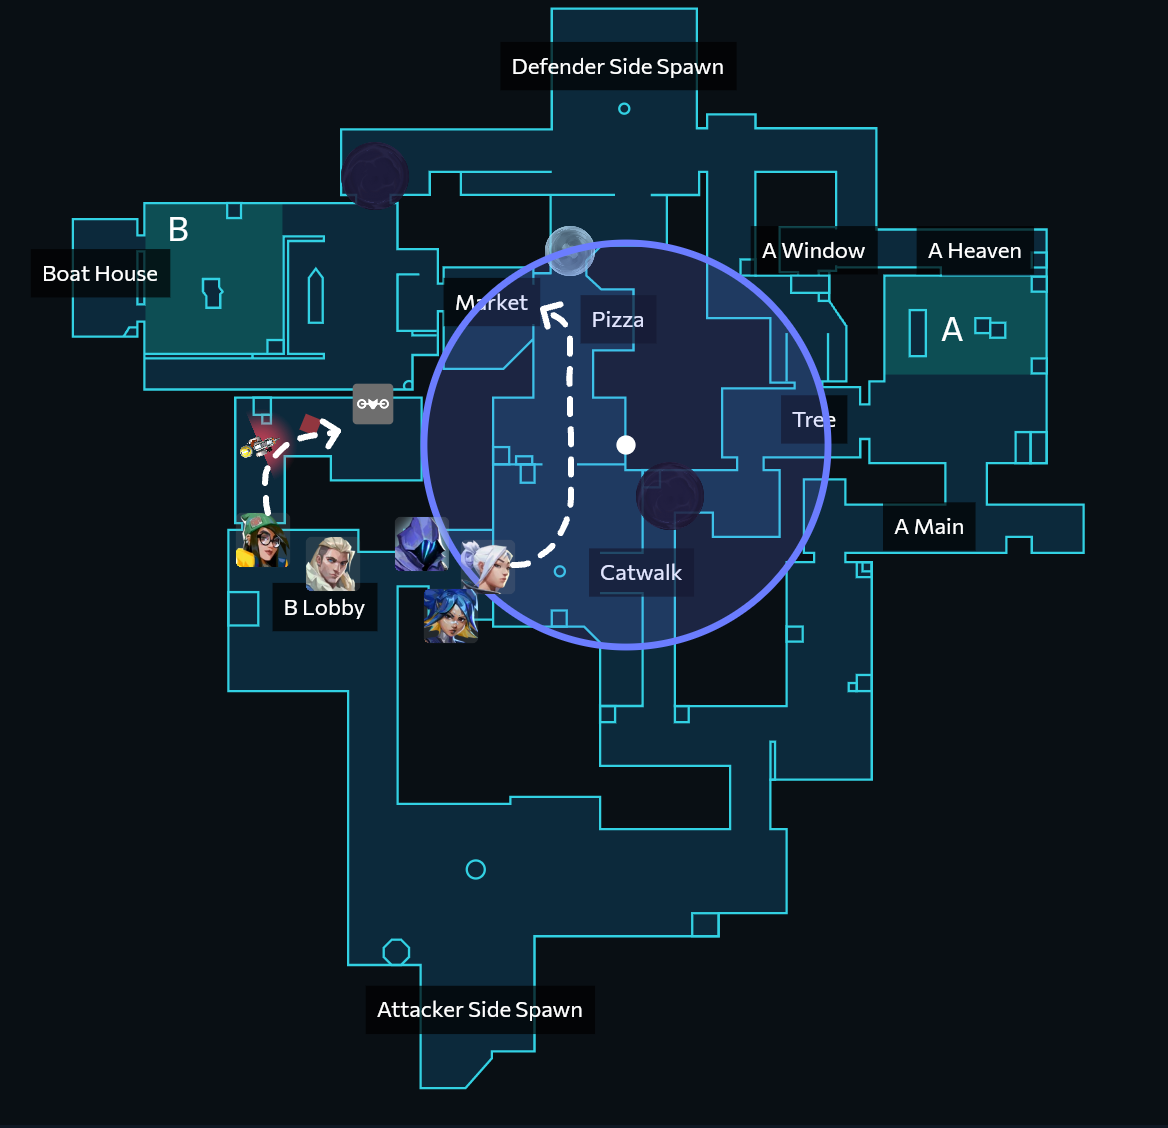 Defender Side Spawn
B
Boat House
A Window
A Heaven
Market
Pizza
A
Tree
A Main
Catwalk
B Lobby
Attacker Side Spawn